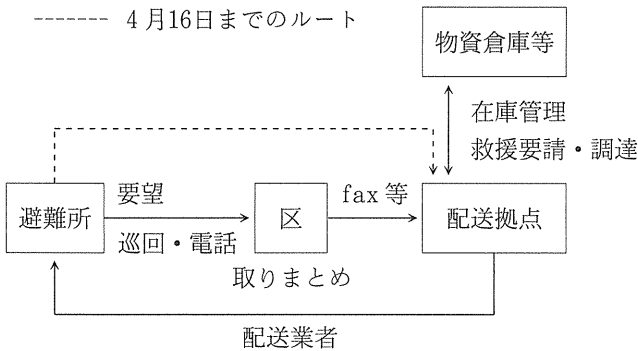 4月16日までのルート
物資倉庫等
在庫管理
救援要請・調達
避難所
要望
巡回・電話
区
取りまとめ
fax等
配送拠点
配送業者